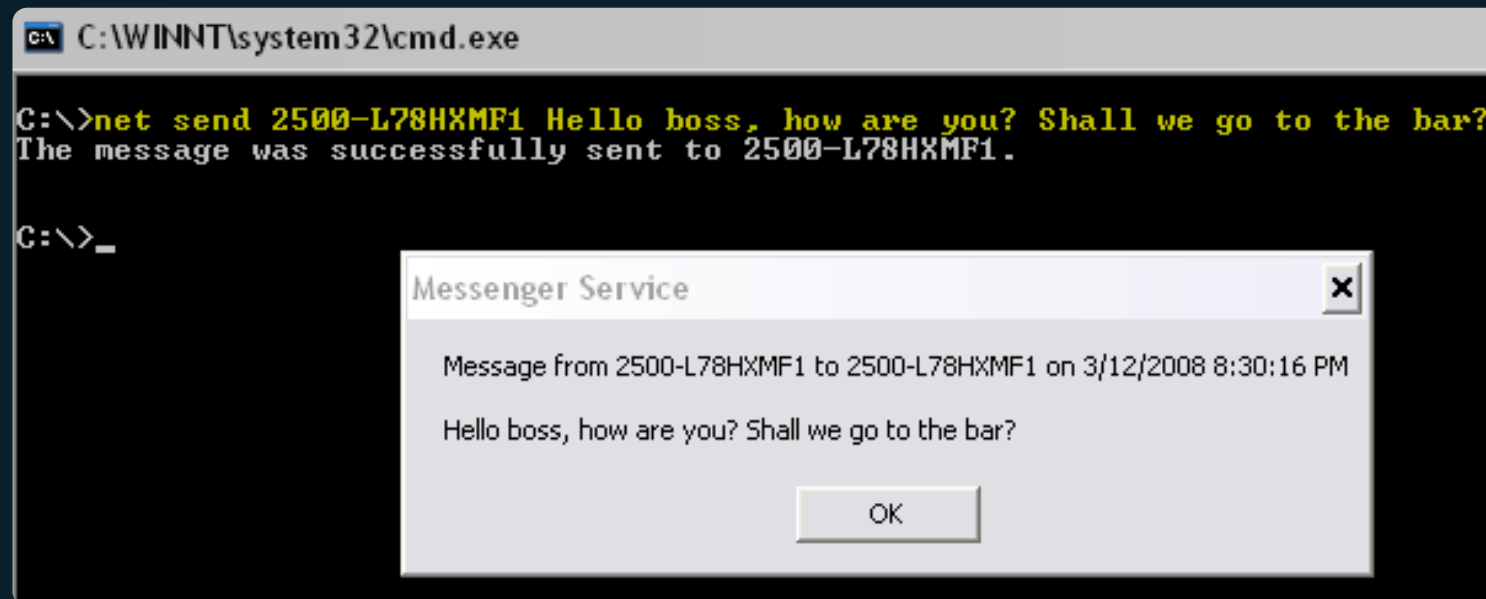 C:\WINNT\system32\cmd.exe
C:\>net send 2500-L78HXMF1 Hello boss, how are you? Shall we go to the bar?
The message was successfully sent to 2500-L78HXMF1.
C:\>_
Messenger Service
Message from 2500-L78HXMF1 to 2500-L78HXMF1 on 3/12/2008 8:30:16 PM
Hello boss, how are you? Shall we go to the bar?
OK